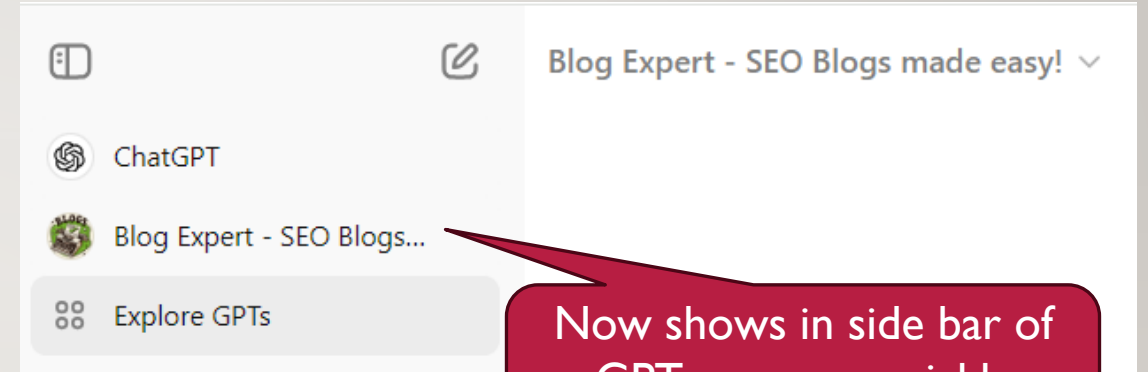 Blog Expert - SEO Blogs made easy!
ChatGPT
BLOGS
Blog Expert - SEO Blogs...
Explore GPTs
Now shows in side bar of